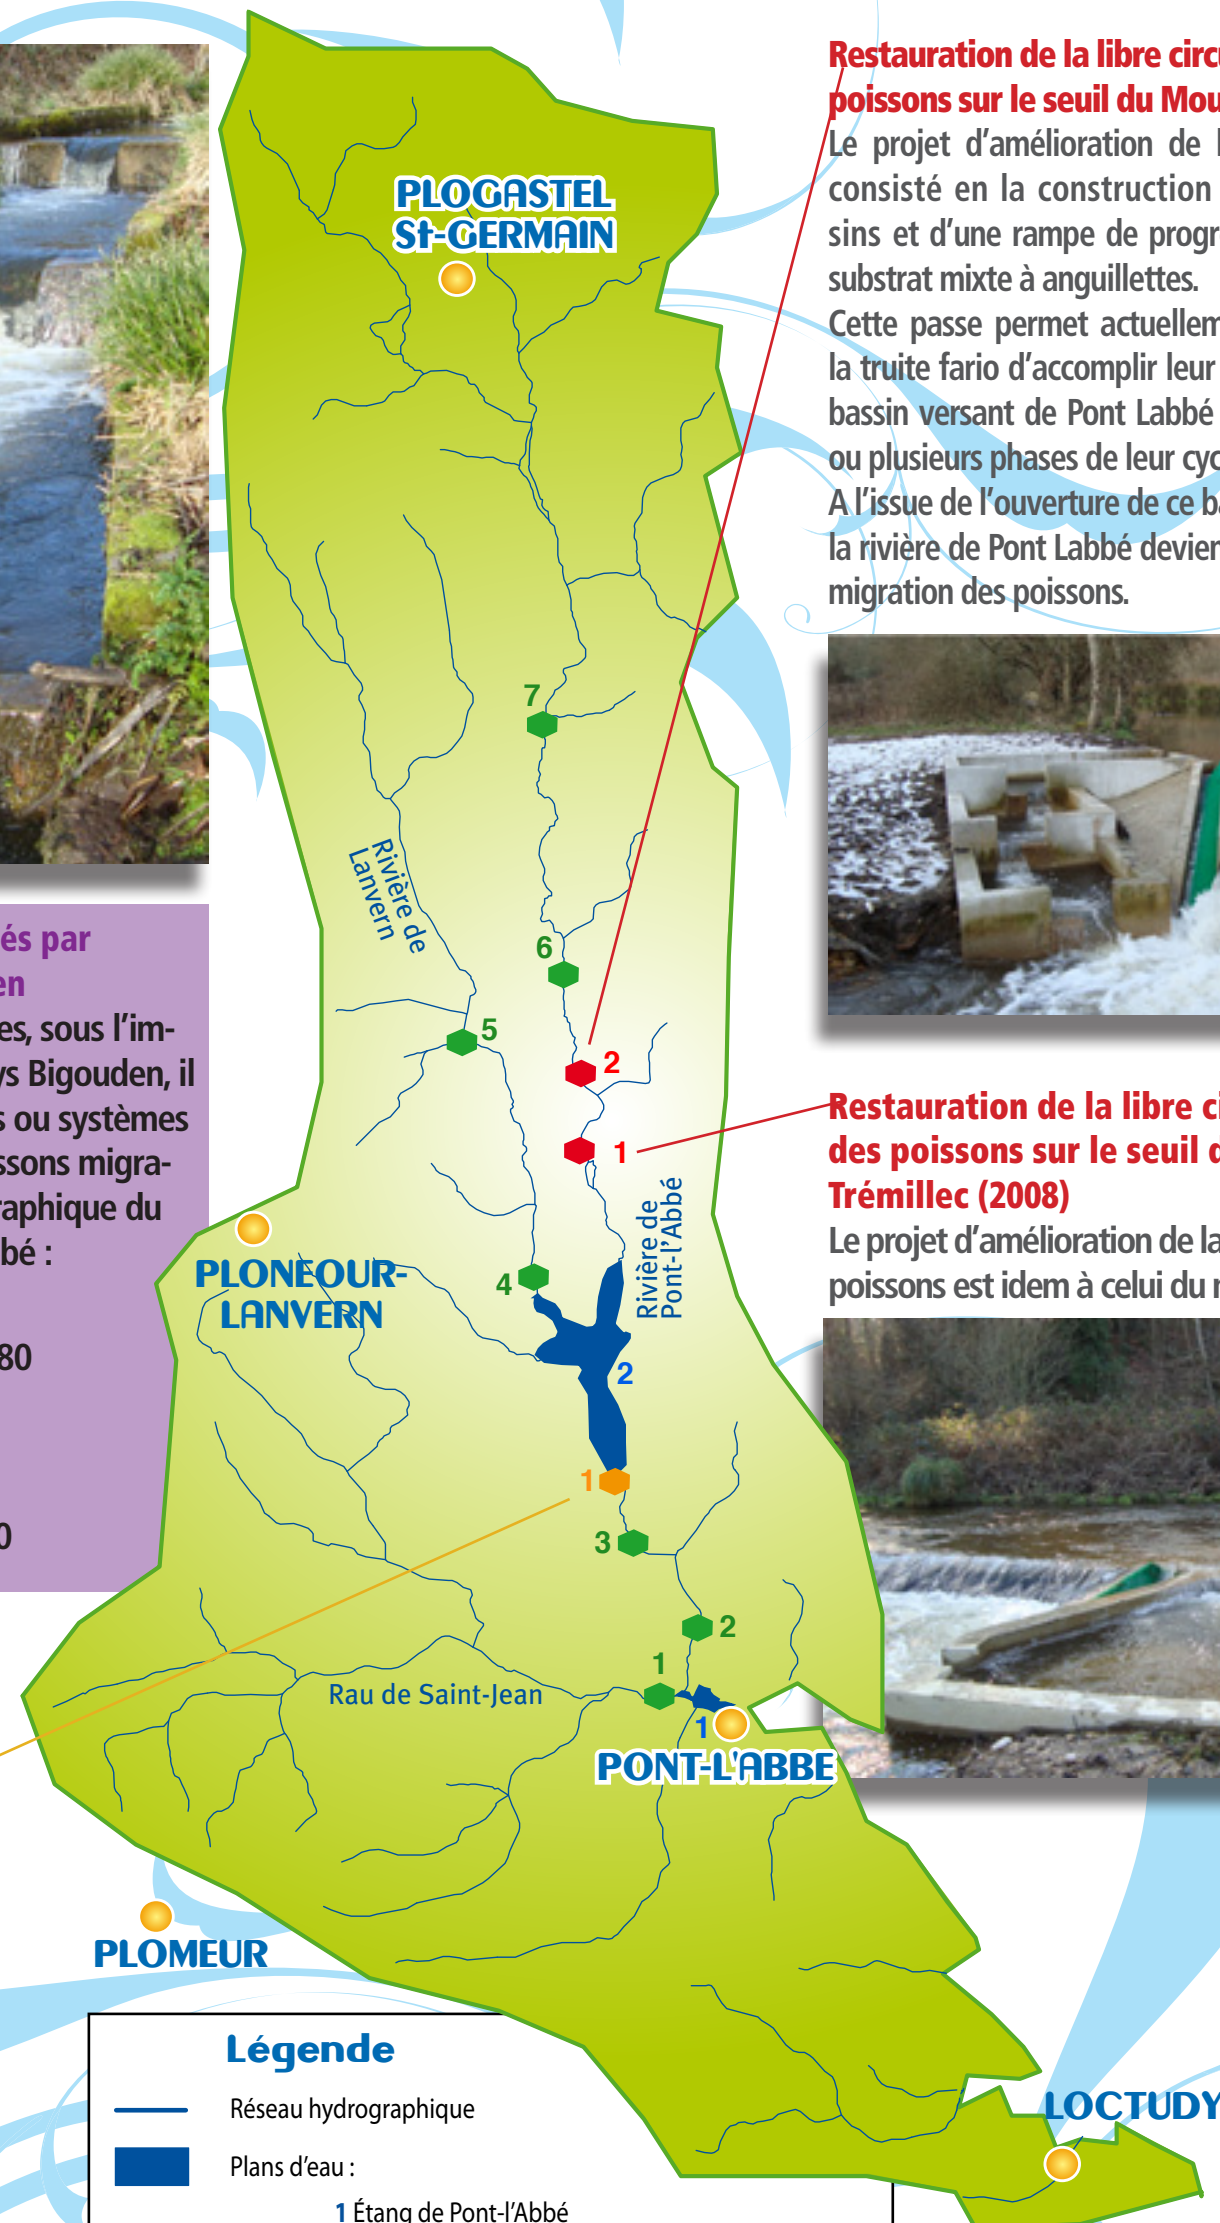 Restauration de la libre circu
poissons sur le seuil du Mou
Le projet d'amélioration de l
consisté en la construction
sins et d'une rampe de progr
substrat mixte à anguillettes.
Cette passe permet actuellem
la truite fario d'accomplir leur
bassin versant de Pont Labbé
ou plusieurs phases de leur cyc
A l'issue de l'ouverture de ce ba
la rivière de Pont Labbé devien
migration des poissons.
PLOGASTEL
St-GERMAIN
7
Rivière de
Lanvern
6
5
2
1
Rivière de
Pont-l'Abbé
4
2
1
3
2
1
1
Rau de Saint-Jean
PLONEOUR-
LANVERN
PONT-L'ABBE
PLOMEUR
LOCTUDY
és par
en
es, sous l'im-
ys Bigouden, il
s ou systèmes
issons migra-
raphique du
bé :
80
0
Restauration de la libre ci
des poissons sur le seuil d
Trémillec (2008)
Le projet d'amélioration de la
poissons est idem à celui du m
Légende
Réseau hydrographique
Plans d'eau :
1 Étang de Pont-l'Abbé